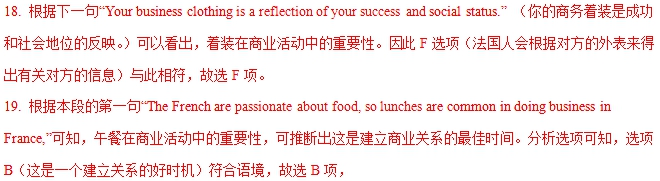 18. 根据下一句“Your business clothing is a reflection of your success and social status.” （你的商务着装是成功
和社会地位的反映。）可以看出，着装在商业活动中的重要性。因此 F 选项（法国人会根据对方的外表来得
出有关对方的信息）与此相符，故选 F 项。
19. 根据本段的第一句“The French are passionate about food, so lunches are common in doing business in
France,”可知，午餐在商业活动中的重要性，可推断出这是建立商业关系的最佳时间。分析选项可知，选项
B（这是一个建立关系的好时机）符合语境，故选 B 项，